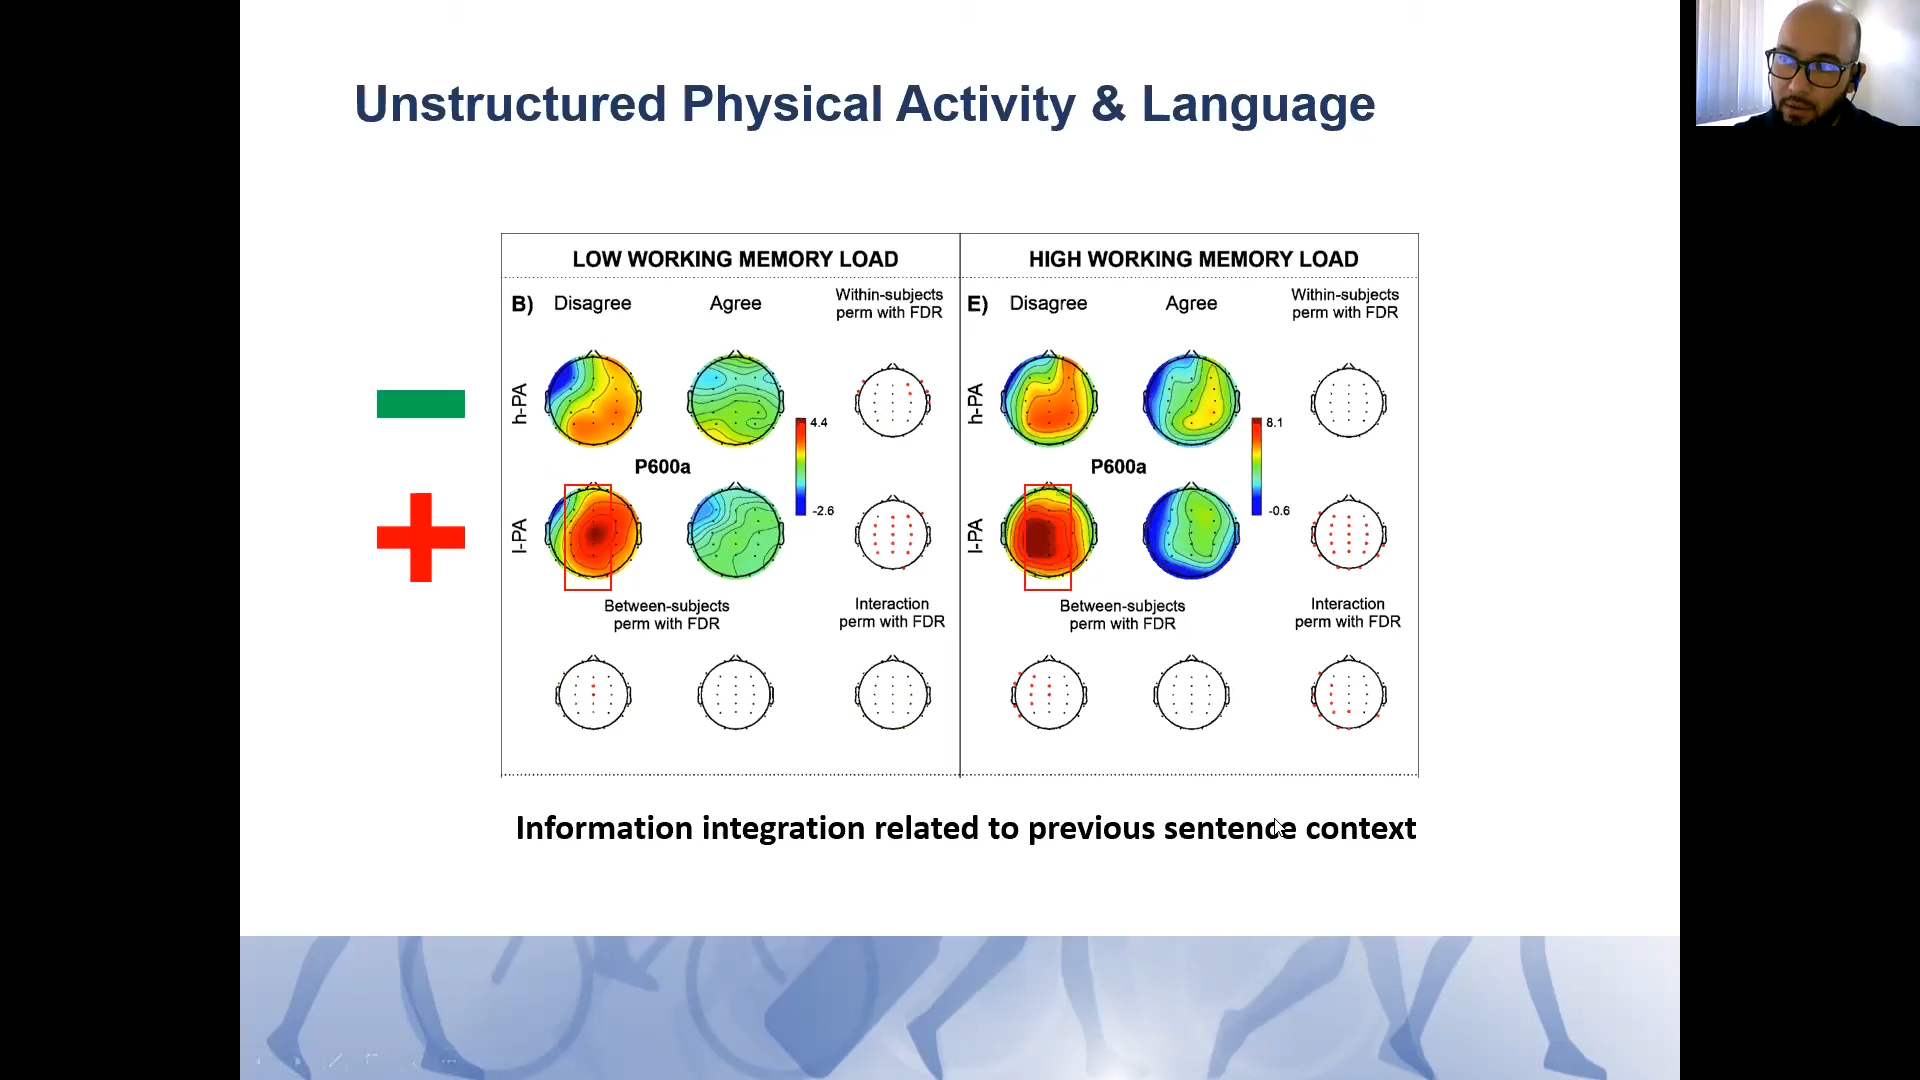 Unstructured Physical Activity & Language
LOW WORKING MEMORY LOAD
B)
Disagree
Agree
Within-subjects
perm with FDR
h-PA
4.4
P600a
-2.6
l-PA
Between-subjects
perm with FDR
Interaction
perm with FDR
HIGH WORKING MEMORY LOAD
E)
Disagree
Agree
Within-subjects
perm with FDR
h-PA
8.1
P600a
-0.6
l-PA
Between-subjects
perm with FDR
Interaction
perm with FDR
Information integration related to previous sentence context